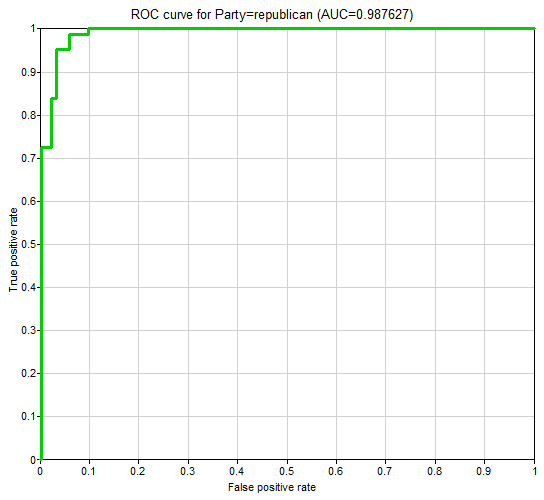 ROC curve for Party=republican (AUC=0.987627)
1
0.9
0.8
0.7
0.6
0.5
0.4
0.3
0.2
0.1
0
True positive rate
0 0.1 0.2 0.3 0.4 0.5 0.6 0.7 0.8 0.9 1
False positive rate